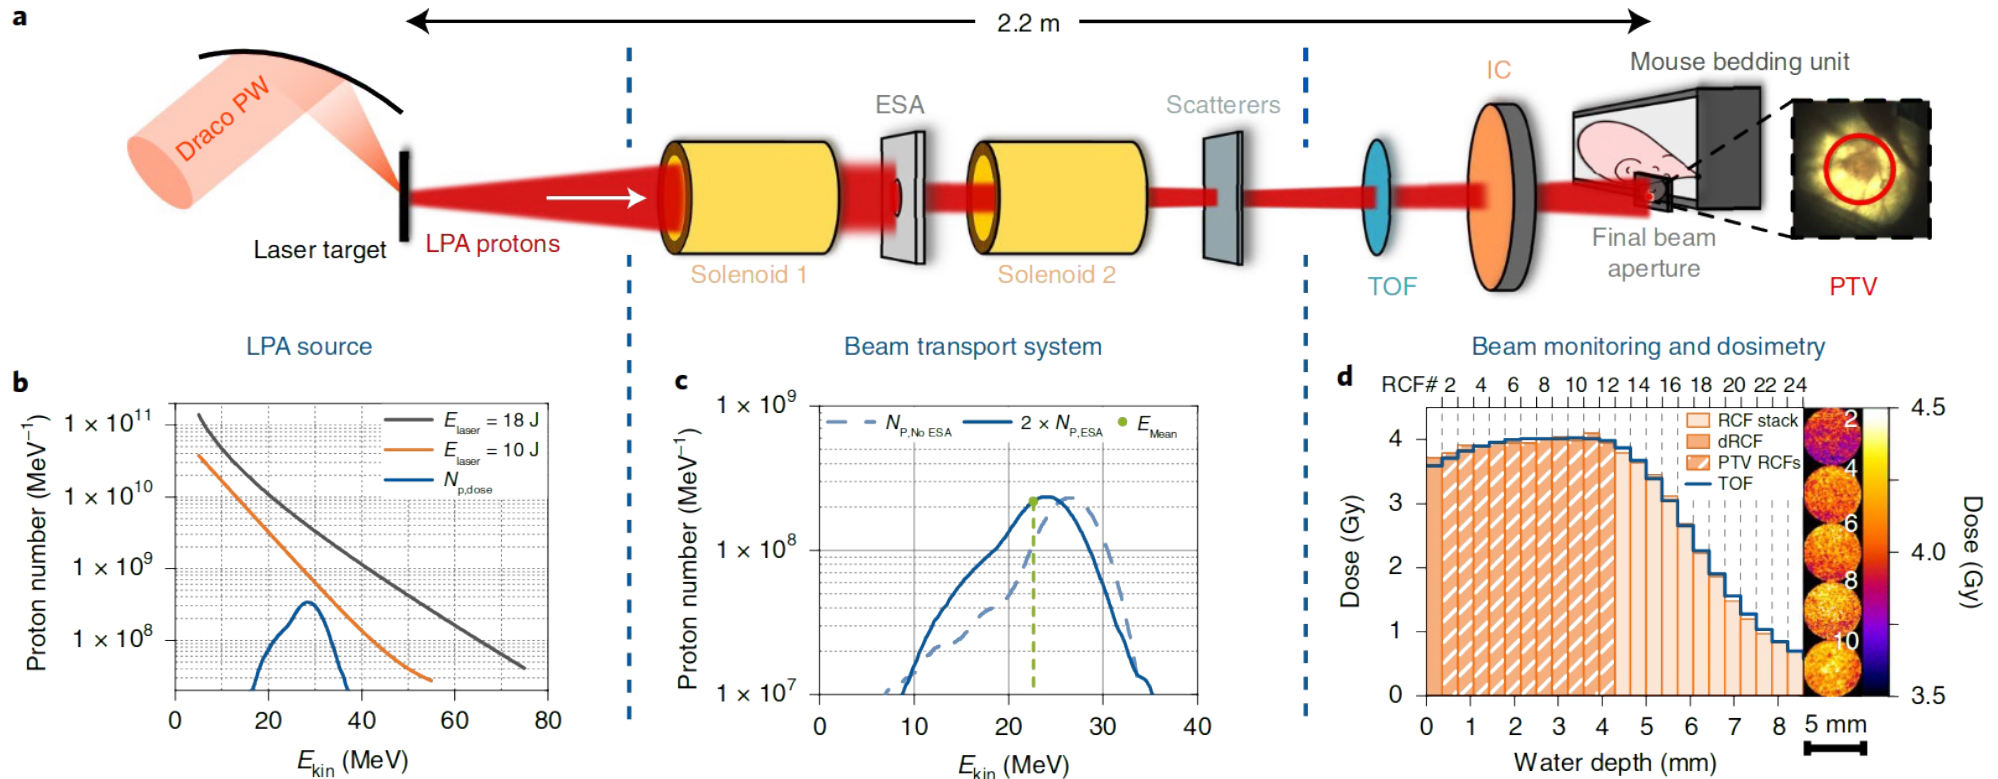 a
2.2 m
Draco PW
Laser target
LPA protons
Solenoid 1
ESA
Solenoid 2
Scatterers
TOF
IC
Mouse bedding unit
Final beam
aperture
PTV
LPA source
Beam transport system
Beam monitoring and dosimetry
b
Proton number (MeV⁻¹)
1 × 10¹¹
1 × 10¹⁰
1 × 10⁹
1 × 10⁸
E_laser = 18 J
E_laser = 10 J
N_p,dose
0 20 40 60 80
E_kin (MeV)
c
Proton number (MeV⁻¹)
1 × 10⁹
1 × 10⁸
1 × 10⁷
N_P,No ESA 2 × N_P,ESA E_Mean
0 10 20 30 40
E_kin (MeV)
d
RCF# 2 4 6 8 10 12 14 16 18 20 22 24
Dose (Gy)
4
3
2
1
0
RCF stack
dRCF
PTV RCFs
TOF
0 1 2 3 4 5 6 7 8
Water depth (mm)
2
4
6
8
10
5 mm
4.5
4.0
3.5
Dose (Gy)